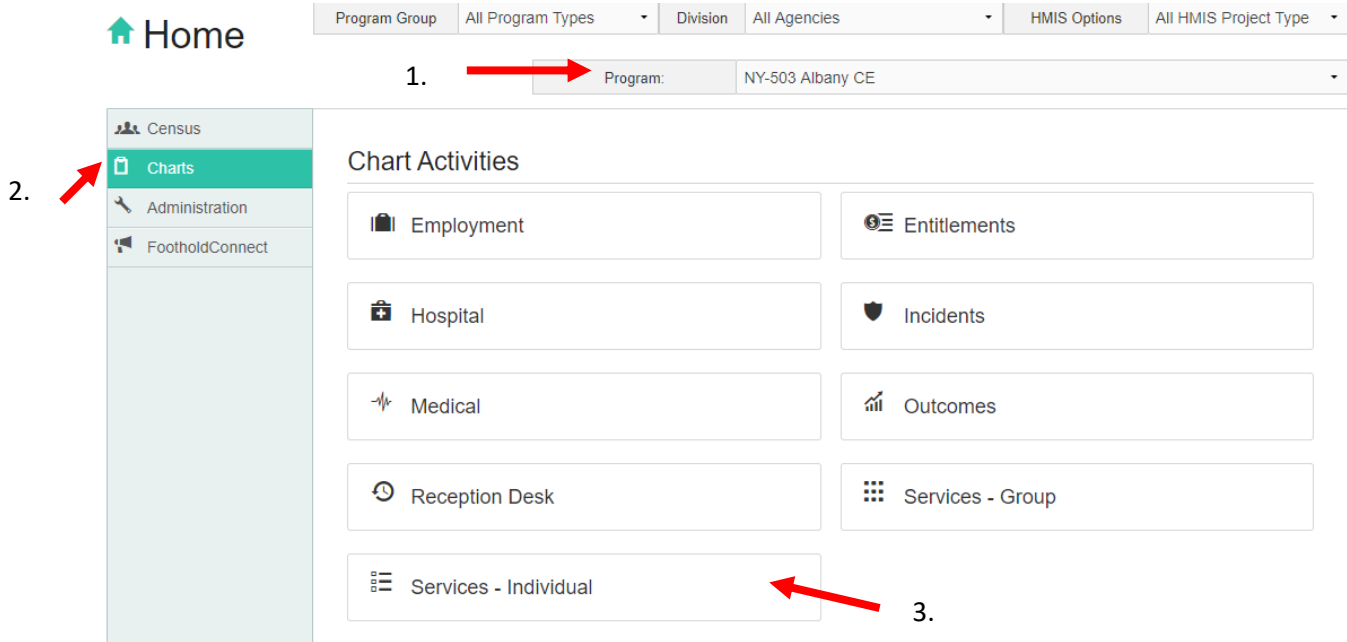 Home
Program Group All Program Types Division All Agencies HMIS Options All HMIS Project Type
1. Program: NY-503 Albany CE
Census
2. Charts
Administration
FootholdConnect
Chart Activities
Employment Entitlements
Hospital Incidents
Medical Outcomes
Reception Desk Services - Group
Services - Individual
3.